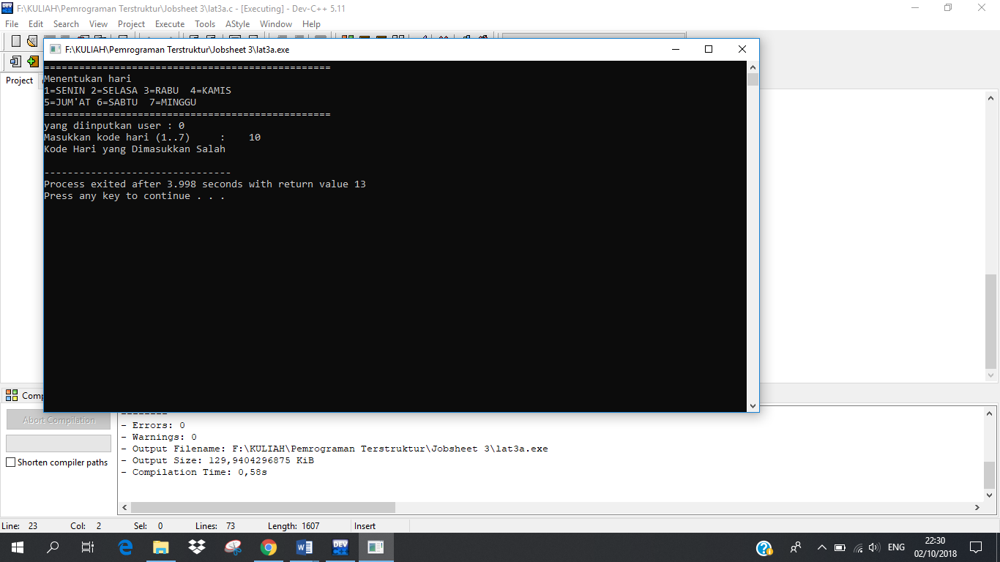 F:\KULIAH\Pemrograman Terstruktur\Jobsheet 3\lat3a.c - [Executing] - Dev-C++ 5.11
File Edit Search View Project Execute Tools AStyle Window Help
F:\KULIAH\Pemrograman Terstruktur\Jobsheet 3\lat3a.exe
Project
=================================================
Menentukan hari
1=SENIN 2=SELASA 3=RABU  4=KAMIS
5=JUM'AT 6=SABTU  7=MINGGU
=================================================
yang diinputkan user : 0
Masukkan kode hari (1..7)     :    10
Kode Hari yang Dimasukkan Salah
--------------------------------
Process exited after 3.998 seconds with return value 13
Press any key to continue . . .
Comp
Abort Compilation
Shorten compiler paths
--------
- Errors: 0
- Warnings: 0
- Output Filename: F:\KULIAH\Pemrograman Terstruktur\Jobsheet 3\lat3a.exe
- Output Size: 129,9404296875 KiB
- Compilation Time: 0,58s
Line: 23 Col: 2 Sel: 0 Lines: 73 Length: 1607 Insert
DEV
ENG
22:30
02/10/2018